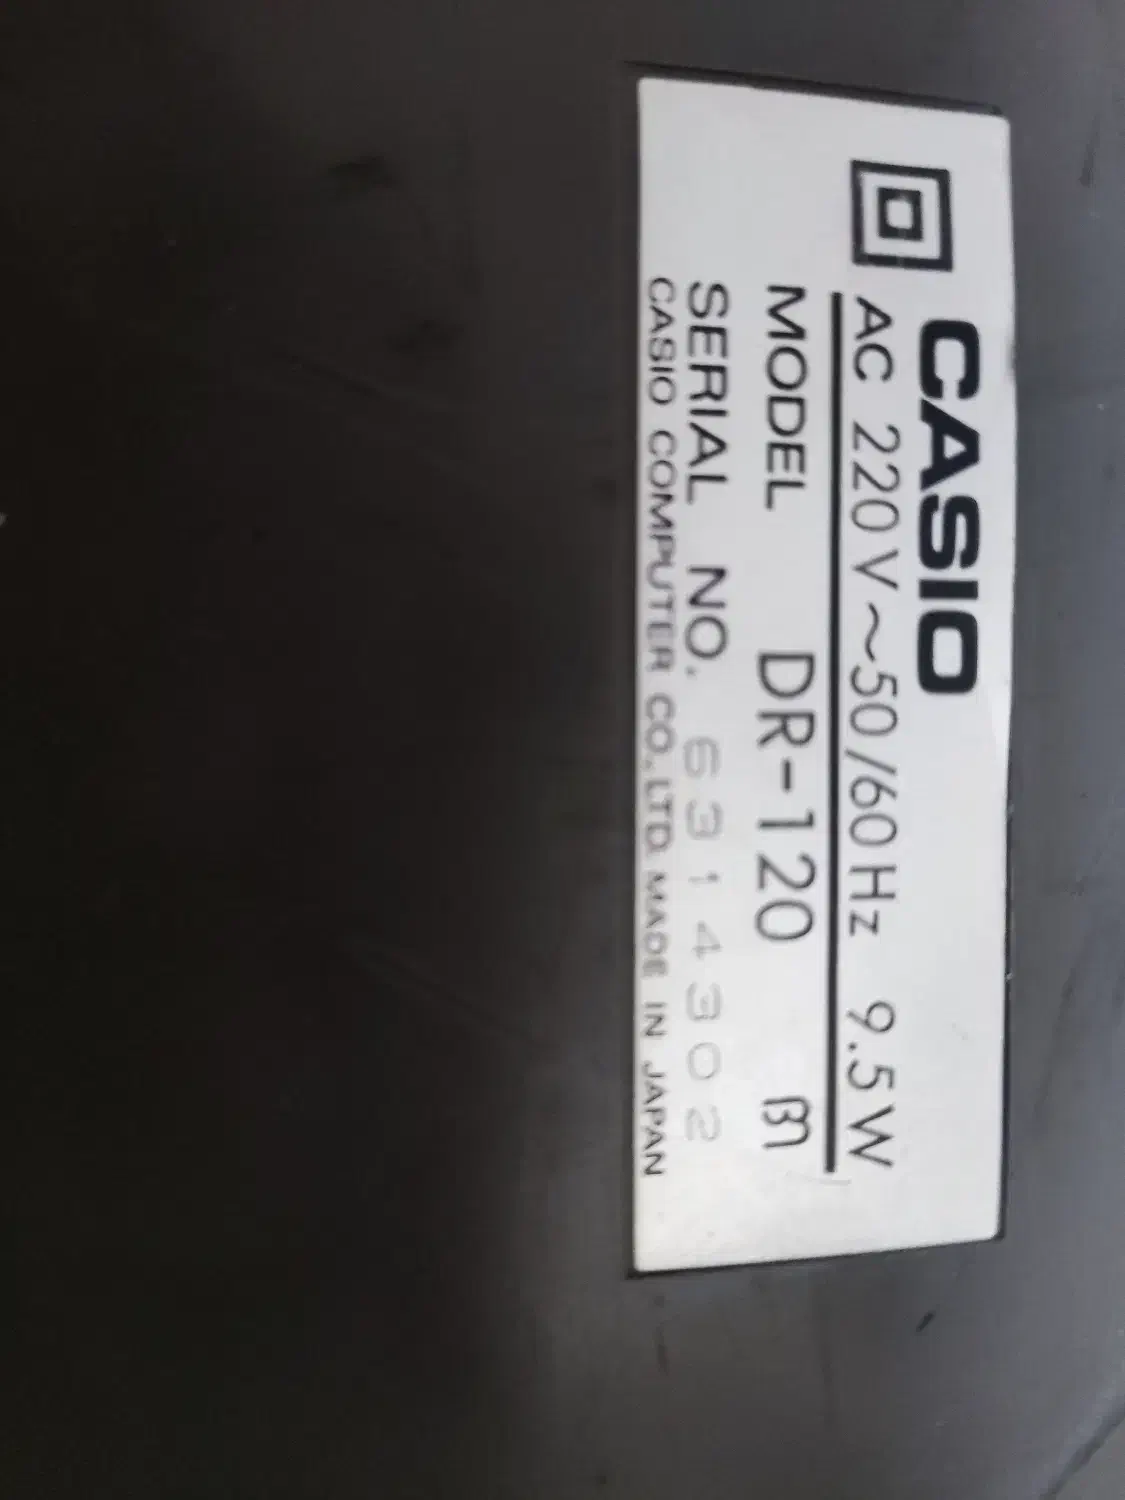 CASIO
AC 220V~50/60Hz 9.5W
MODEL DR-120
SERIAL NO. 6314302
CASIO COMPUTER CO., LTD. MADE IN JAPAN